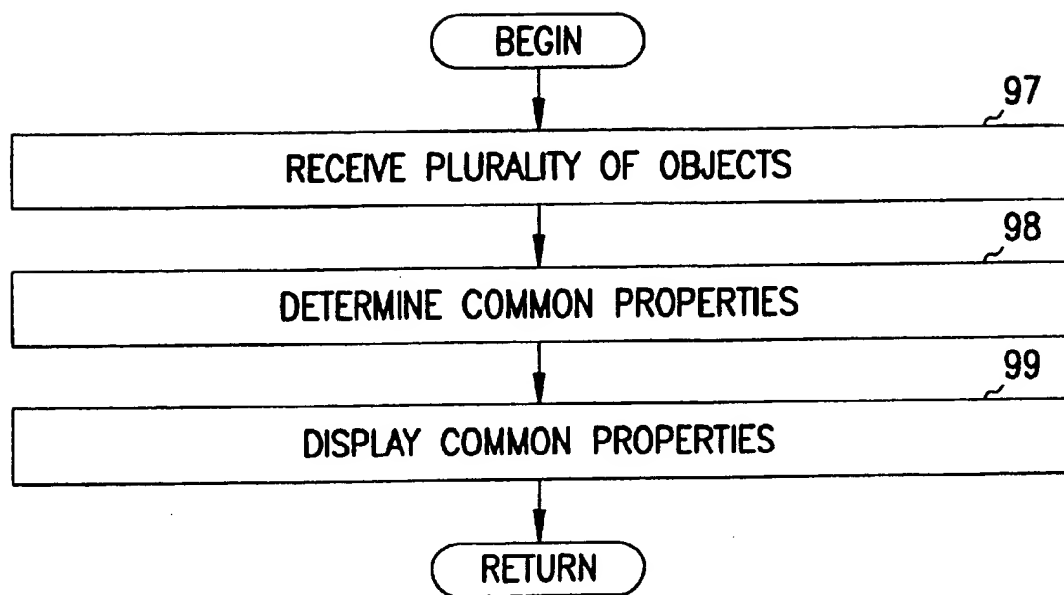 BEGIN
97
RECEIVE PLURALITY OF OBJECTS
98
DETERMINE COMMON PROPERTIES
99
DISPLAY COMMON PROPERTIES
RETURN